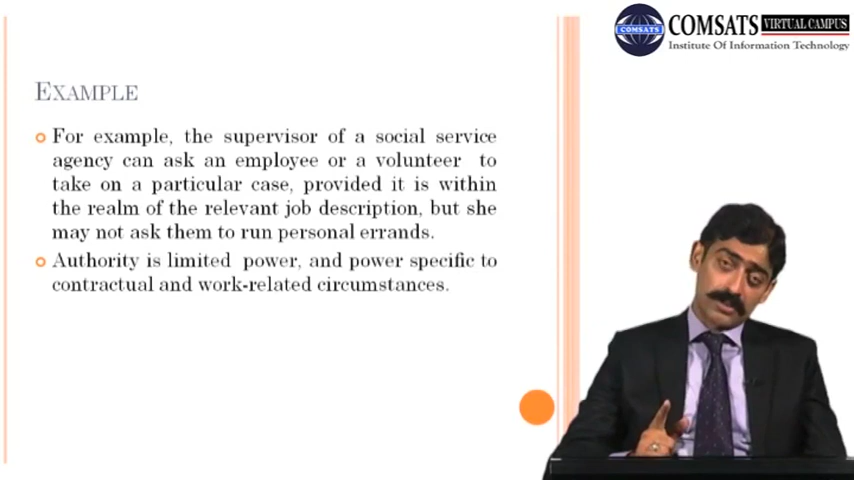 COMSATS
COMSATS VIRTUAL CAMPUS
Institute Of Information Technology
EXAMPLE
For example, the supervisor of a social service
agency can ask an employee or a volunteer to
take on a particular case, provided it is within
the realm of the relevant job description, but she
may not ask them to run personal errands.
Authority is limited power, and power specific to
contractual and work-related circumstances.